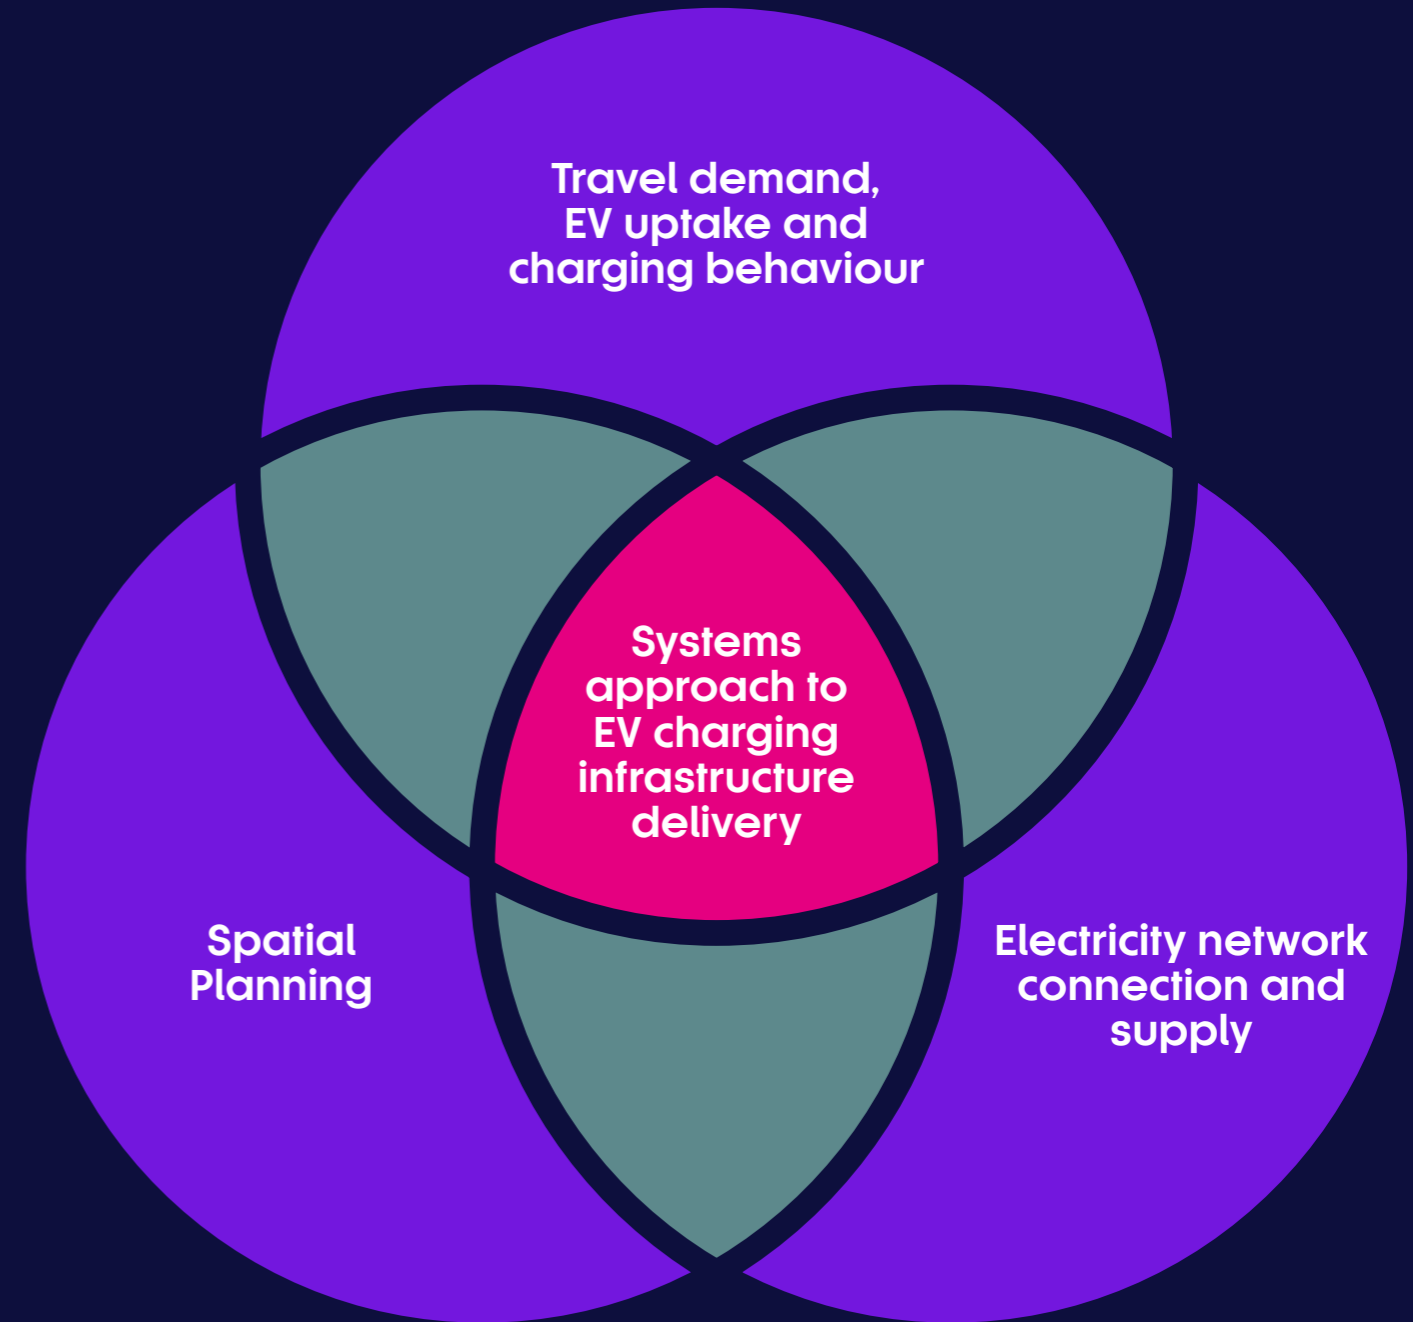 Travel demand,
EV uptake and
charging behaviour
Systems
approach to
EV charging
infrastructure
delivery
Spatial
Planning
Electricity network
connection and
supply